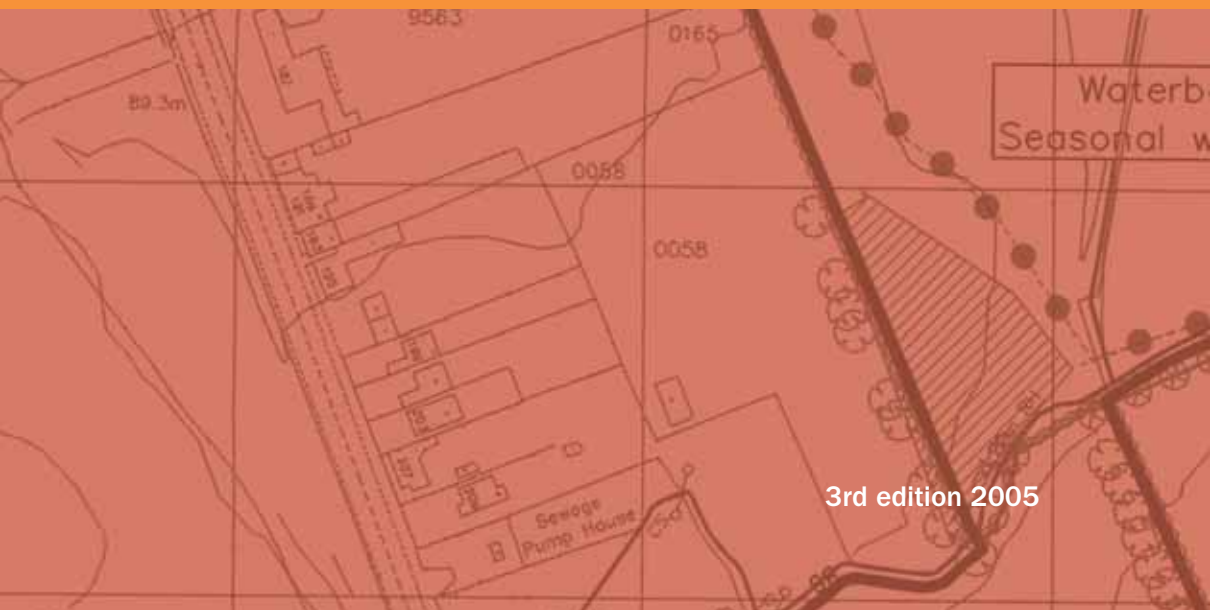 9563
0165
89.3m
Waterb
Seasonal w
0058
0058
3rd edition 2005
Sewage
Pump House